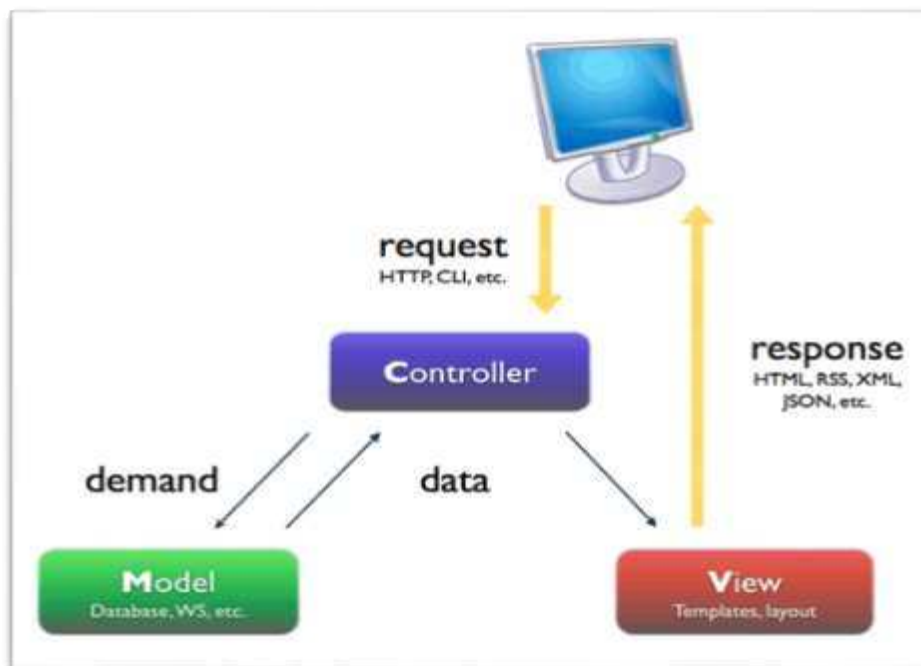 request
HTTP, CLI, etc.
Controller
response
HTML, RSS, XML,
JSON, etc.
demand
data
Model
Database, WS, etc.
View
Templates, layout